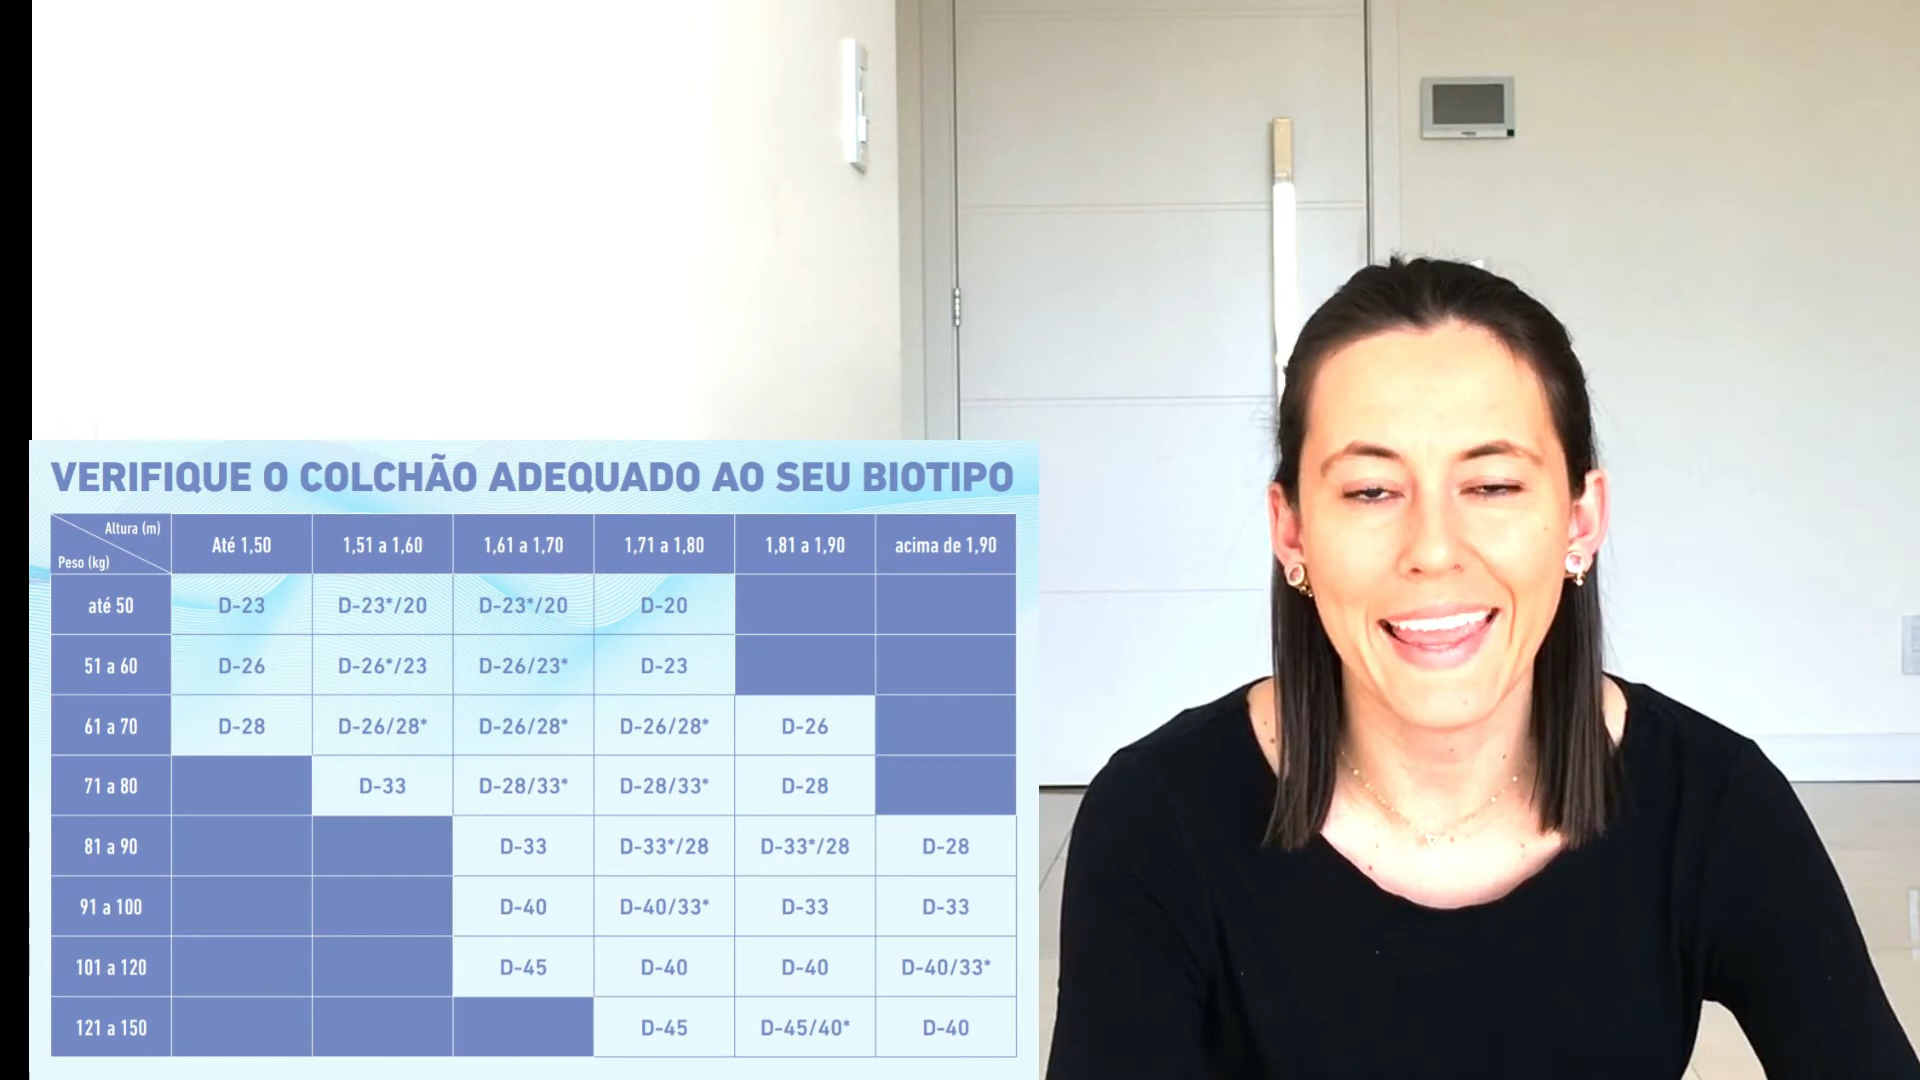 VERIFIQUE O COLCHÃO ADEQUADO AO SEU BIOTIPO
Altura (m)
Peso (kg)
Até 1,50 1,51 a 1,60 1,61 a 1,70 1,71 a 1,80 1,81 a 1,90 acima de 1,90
até 50 D-23 D-23*/20 D-23*/20 D-20
51 a 60 D-26 D-26*/23 D-26/23* D-23
61 a 70 D-28 D-26/28* D-26/28* D-26/28* D-26
71 a 80 D-33 D-28/33* D-28/33* D-28
81 a 90 D-33 D-33*/28 D-33*/28 D-28
91 a 100 D-40 D-40/33* D-33 D-33
101 a 120 D-45 D-40 D-40 D-40/33*
121 a 150 D-45 D-45/40* D-40